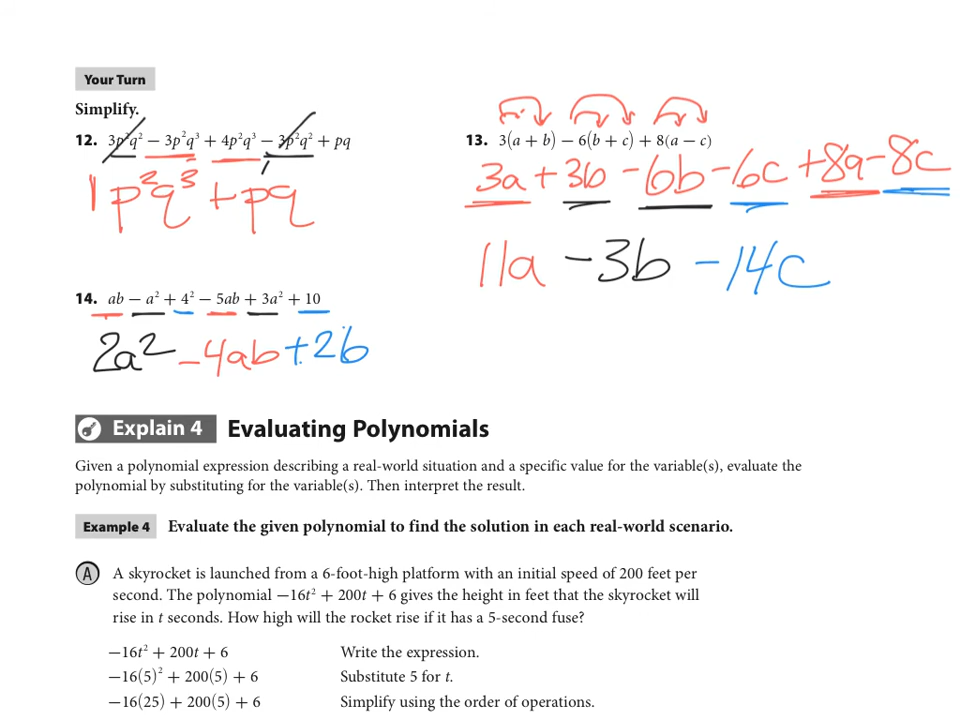 Your Turn
Simplify.
12. 3p²q² − 3p²q³ + 4p²q³ − 3p²q² + pq
1p²q³ + pq
13. 3(a + b) − 6(b + c) + 8(a − c)
3a + 3b − 6b − 6c + 8a − 8c
11a − 3b − 14c
14. ab − a² + 4² − 5ab + 3a² + 10
2a² − 4ab + 26
Explain 4 Evaluating Polynomials
Given a polynomial expression describing a real-world situation and a specific value for the variable(s), evaluate the
polynomial by substituting for the variable(s). Then interpret the result.
Example 4 Evaluate the given polynomial to find the solution in each real-world scenario.
A A skyrocket is launched from a 6-foot-high platform with an initial speed of 200 feet per
second. The polynomial −16t² + 200t + 6 gives the height in feet that the skyrocket will
rise in t seconds. How high will the rocket rise if it has a 5-second fuse?
−16t² + 200t + 6 Write the expression.
−16(5)² + 200(5) + 6 Substitute 5 for t.
−16(25) + 200(5) + 6 Simplify using the order of operations.